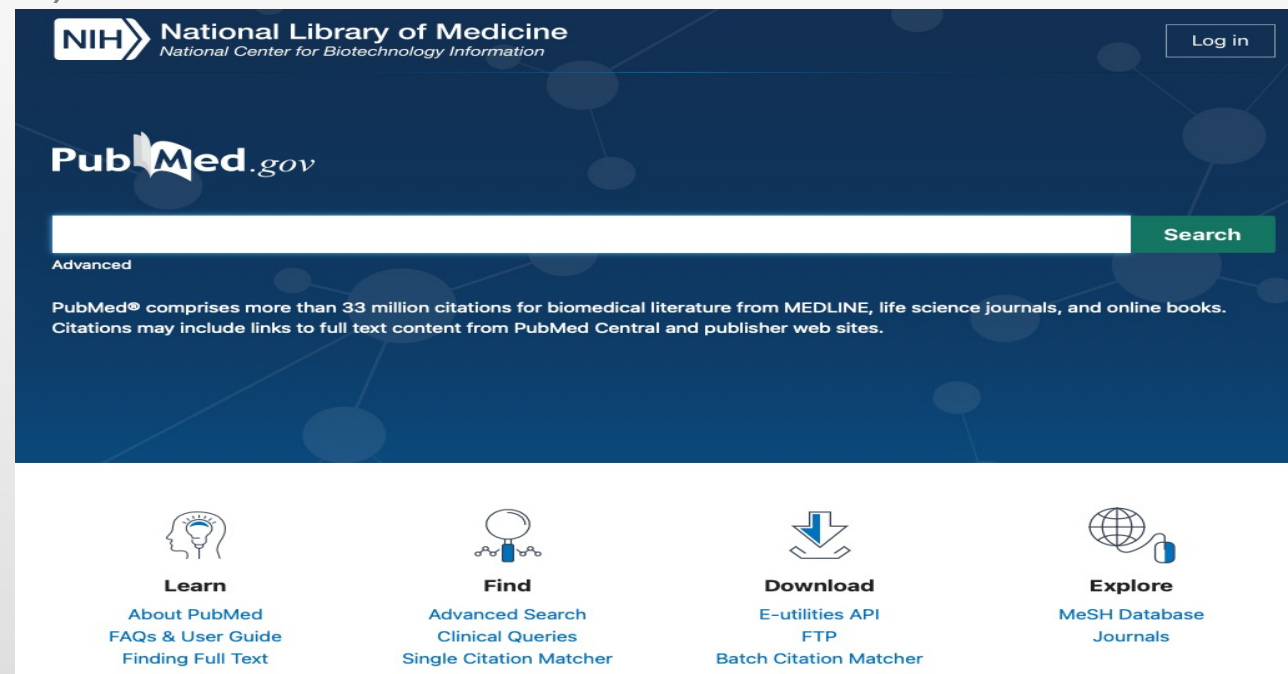 NIH National Library of Medicine
National Center for Biotechnology Information
Log in
PubMed.gov
Search
Advanced
PubMed® comprises more than 33 million citations for biomedical literature from MEDLINE, life science journals, and online books.
Citations may include links to full text content from PubMed Central and publisher web sites.
Learn
About PubMed
FAQs & User Guide
Finding Full Text
Find
Advanced Search
Clinical Queries
Single Citation Matcher
Download
E-utilities API
FTP
Batch Citation Matcher
Explore
MeSH Database
Journals